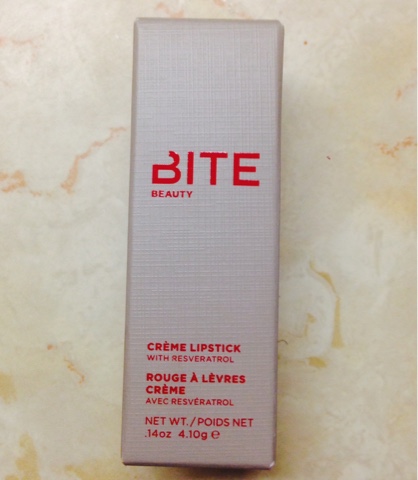 BITE
BEAUTY
CRÈME LIPSTICK
WITH RESVERATROL
ROUGE À LÈVRES
CRÈME
AVEC RESVÉRATROL
NET WT./POIDS NET
.14oz 4.10g ℮